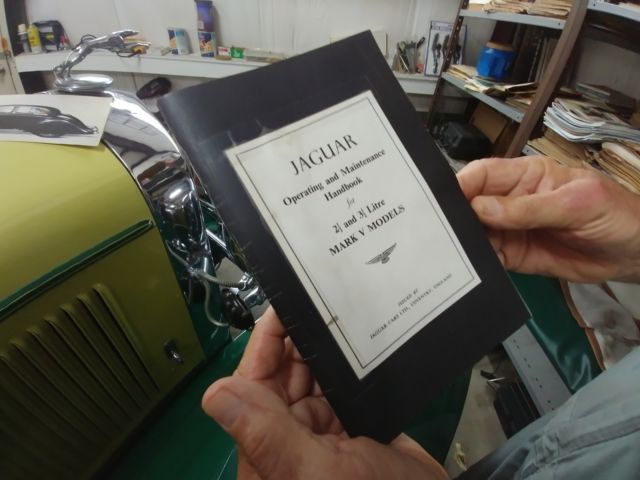 JAGUAR
Operating and Maintenance
Handbook
for
2½ and 3½ Litre
MARK V MODELS
ISSUED BY
JAGUAR CARS LTD., COVENTRY, ENGLAND